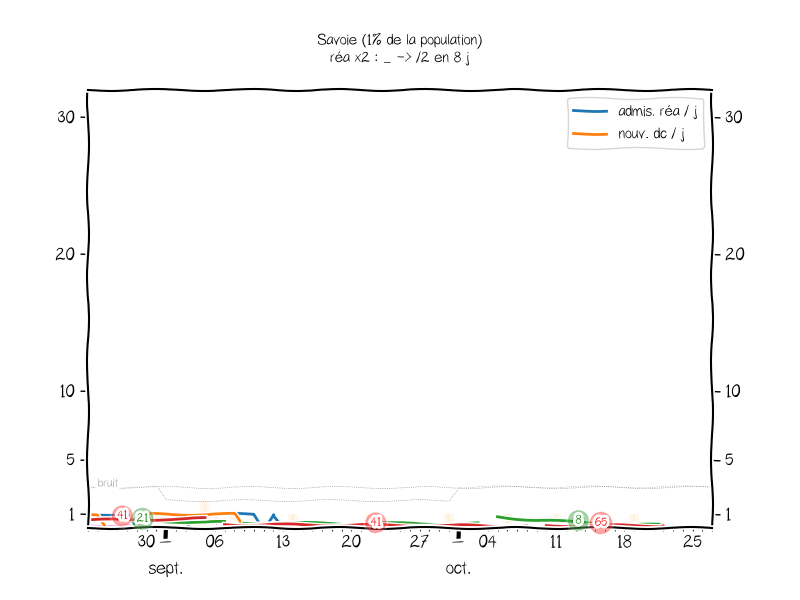 Savoie (1% de la population)
réa x2 : _ -> /2 en 8 j
admis. réa / j
nouv. dc / j
30 30
20 20
10 10
5 5
bruit
1 41 21 41 8 65 1
30 06 13 20 27 04 11 18 25
sept. oct.